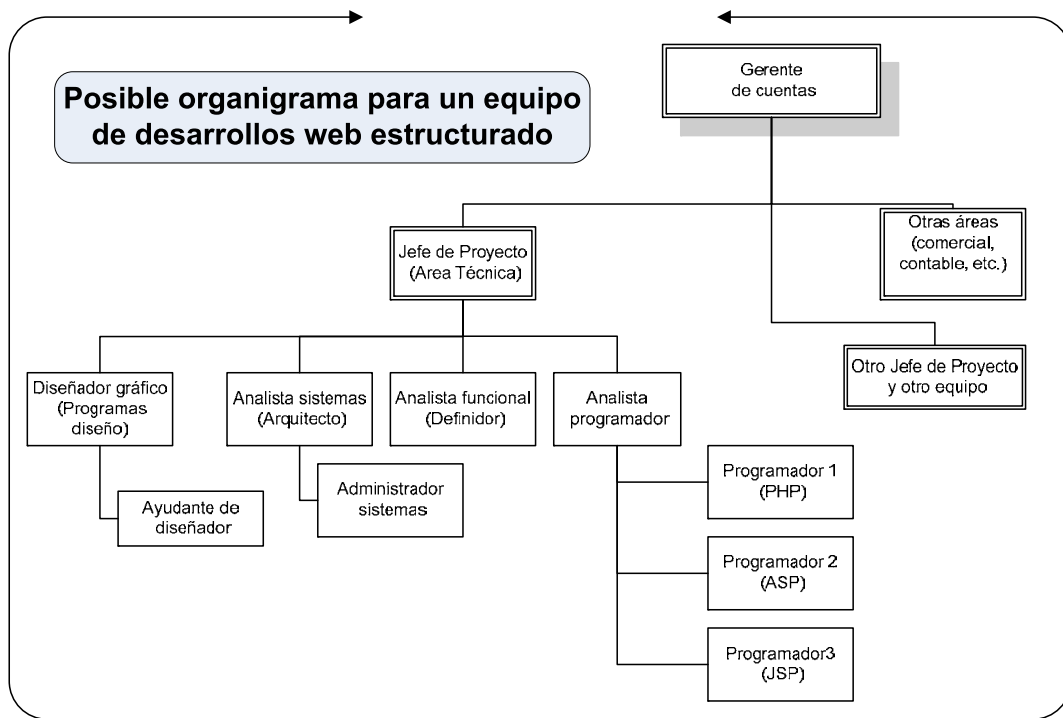 Posible organigrama para un equipo
de desarrollos web estructurado
Gerente
de cuentas
Jefe de Proyecto
(Area Técnica)
Otras áreas
(comercial,
contable, etc.)
Otro Jefe de Proyecto
y otro equipo
Diseñador gráfico
(Programas
diseño)
Analista sistemas
(Arquitecto)
Analista funcional
(Definidor)
Analista
programador
Ayudante de
diseñador
Administrador
sistemas
Programador 1
(PHP)
Programador 2
(ASP)
Programador3
(JSP)